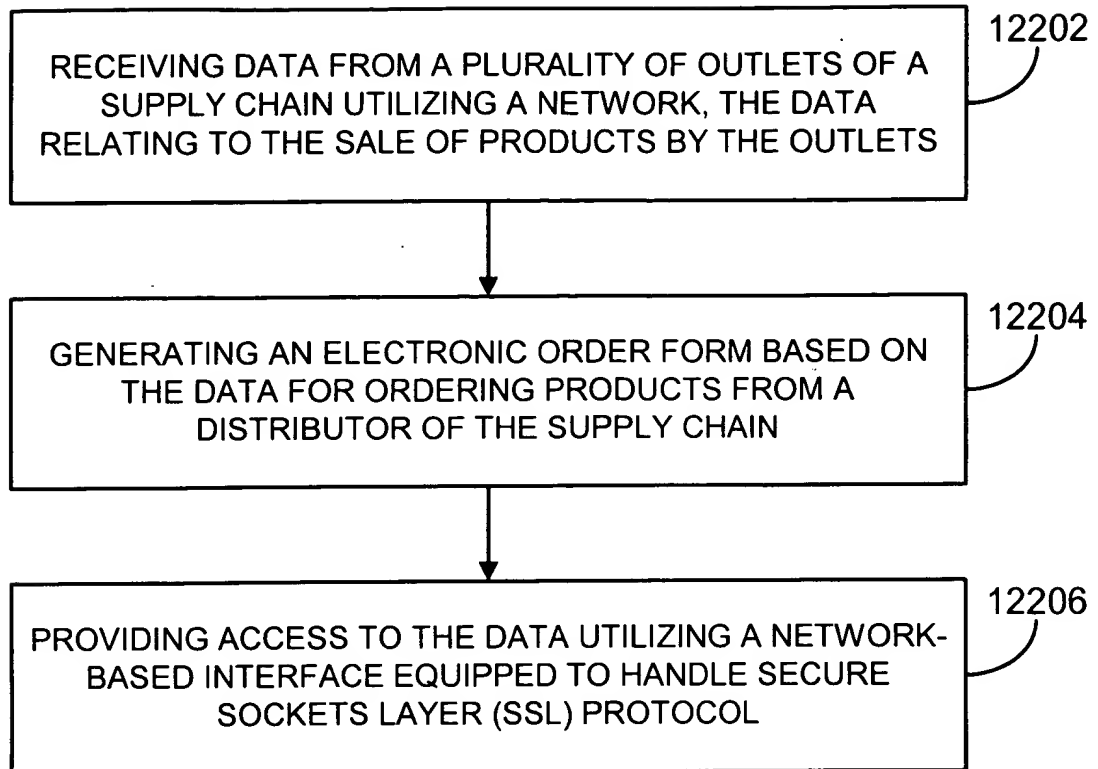 12202
RECEIVING DATA FROM A PLURALITY OF OUTLETS OF A
SUPPLY CHAIN UTILIZING A NETWORK, THE DATA
RELATING TO THE SALE OF PRODUCTS BY THE OUTLETS
12204
GENERATING AN ELECTRONIC ORDER FORM BASED ON
THE DATA FOR ORDERING PRODUCTS FROM A
DISTRIBUTOR OF THE SUPPLY CHAIN
12206
PROVIDING ACCESS TO THE DATA UTILIZING A NETWORK-
BASED INTERFACE EQUIPPED TO HANDLE SECURE
SOCKETS LAYER (SSL) PROTOCOL